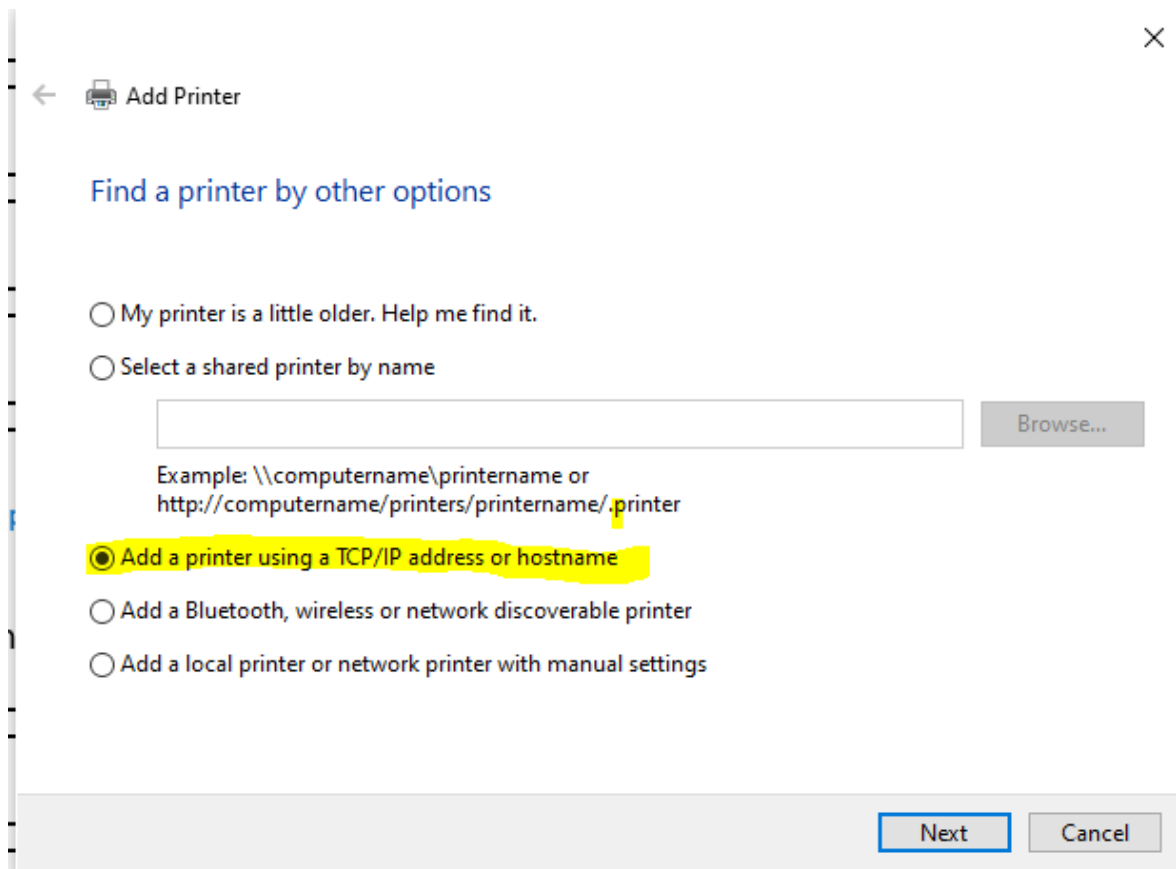 Add Printer
Find a printer by other options
My printer is a little older. Help me find it.
Select a shared printer by name
Browse...
Example: \\computername\printername or
http://computername/printers/printername/.printer
Add a printer using a TCP/IP address or hostname
Add a Bluetooth, wireless or network discoverable printer
Add a local printer or network printer with manual settings
Next
Cancel